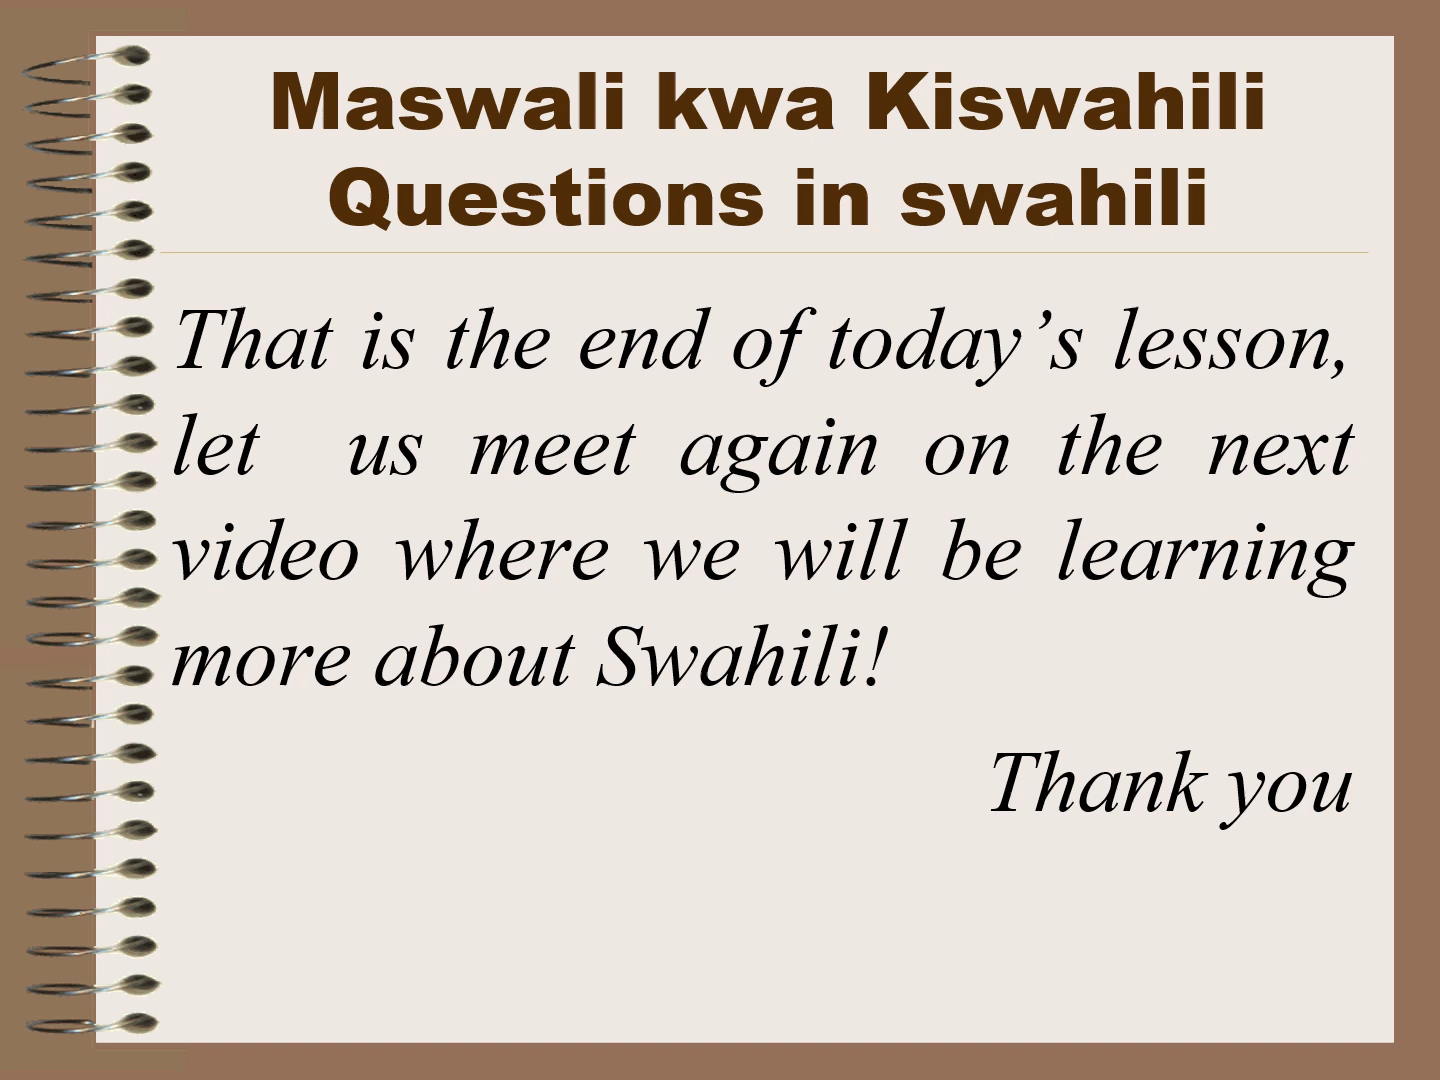 Maswali kwa Kiswahili
Questions in swahili
That is the end of today’s lesson,
let us meet again on the next
video where we will be learning
more about Swahili!
Thank you